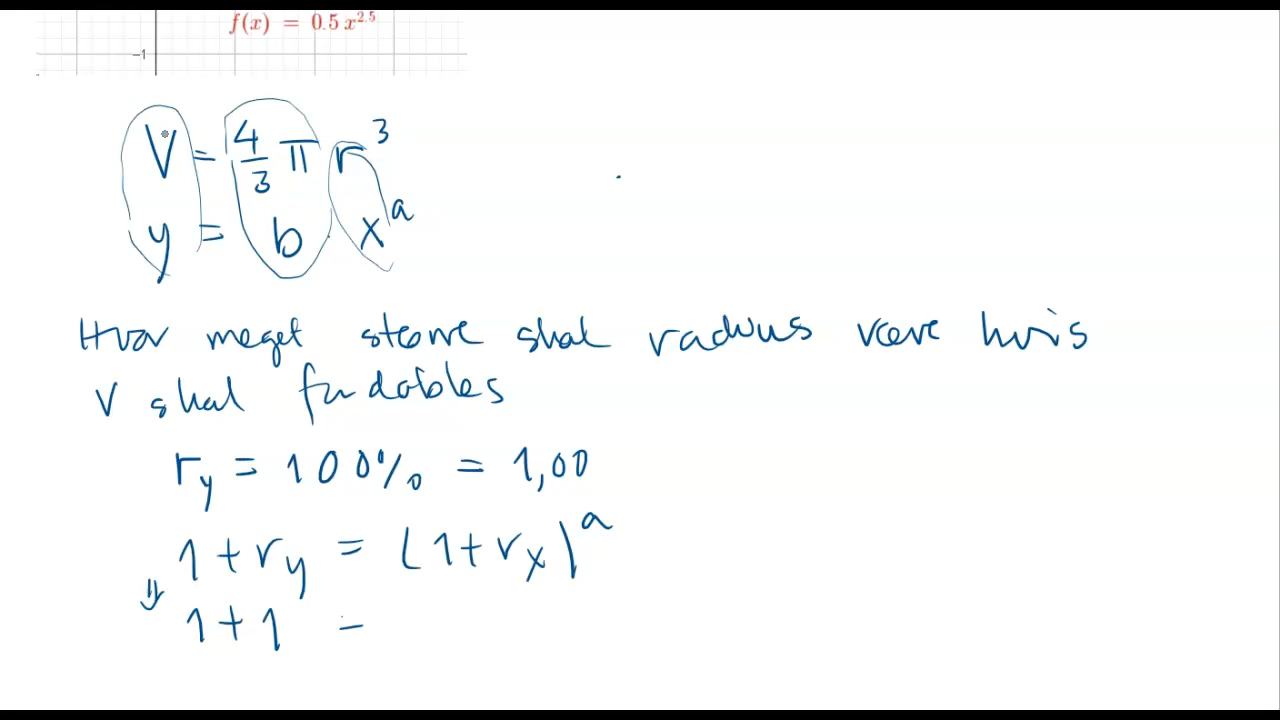 f(x) = 0.5 x^2.5
−1
V = 4/3 π r^3
y = b x^a
Hvor meget større skal radius være hvis
V skal fordobles
r_y = 100% = 1,00
1 + r_y = (1 + r_x)^a
⇓ 1 + 1 =